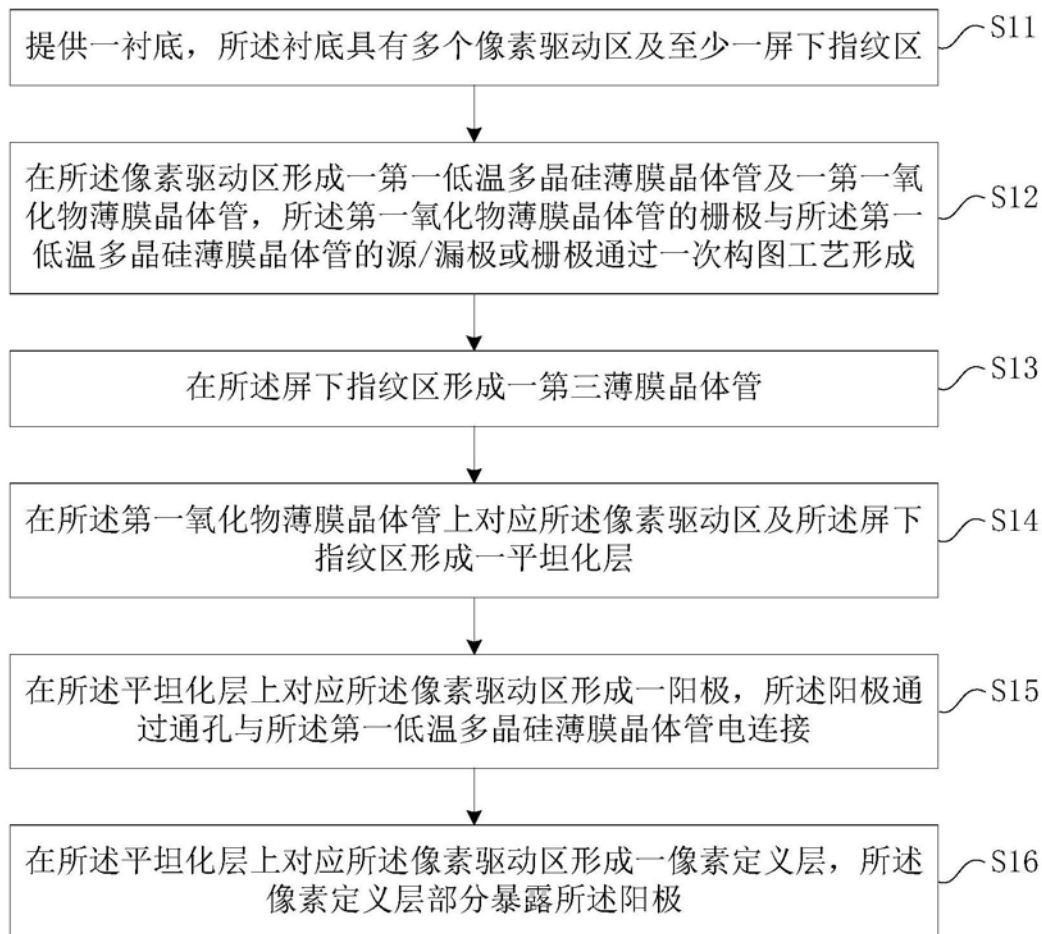 提供一衬底，所述衬底具有多个像素驱动区及至少一屏下指纹区
S11
在所述像素驱动区形成一第一低温多晶硅薄膜晶体管及一第一氧
化物薄膜晶体管，所述第一氧化物薄膜晶体管的栅极与所述第一
低温多晶硅薄膜晶体管的源/漏极或栅极通过一次构图工艺形成
S12
在所述屏下指纹区形成一第三薄膜晶体管
S13
在所述第一氧化物薄膜晶体管上对应所述像素驱动区及所述屏下
指纹区形成一平坦化层
S14
在所述平坦化层上对应所述像素驱动区形成一阳极，所述阳极通
过通孔与所述第一低温多晶硅薄膜晶体管电连接
S15
在所述平坦化层上对应所述像素驱动区形成一像素定义层，所述
像素定义层部分暴露所述阳极
S16